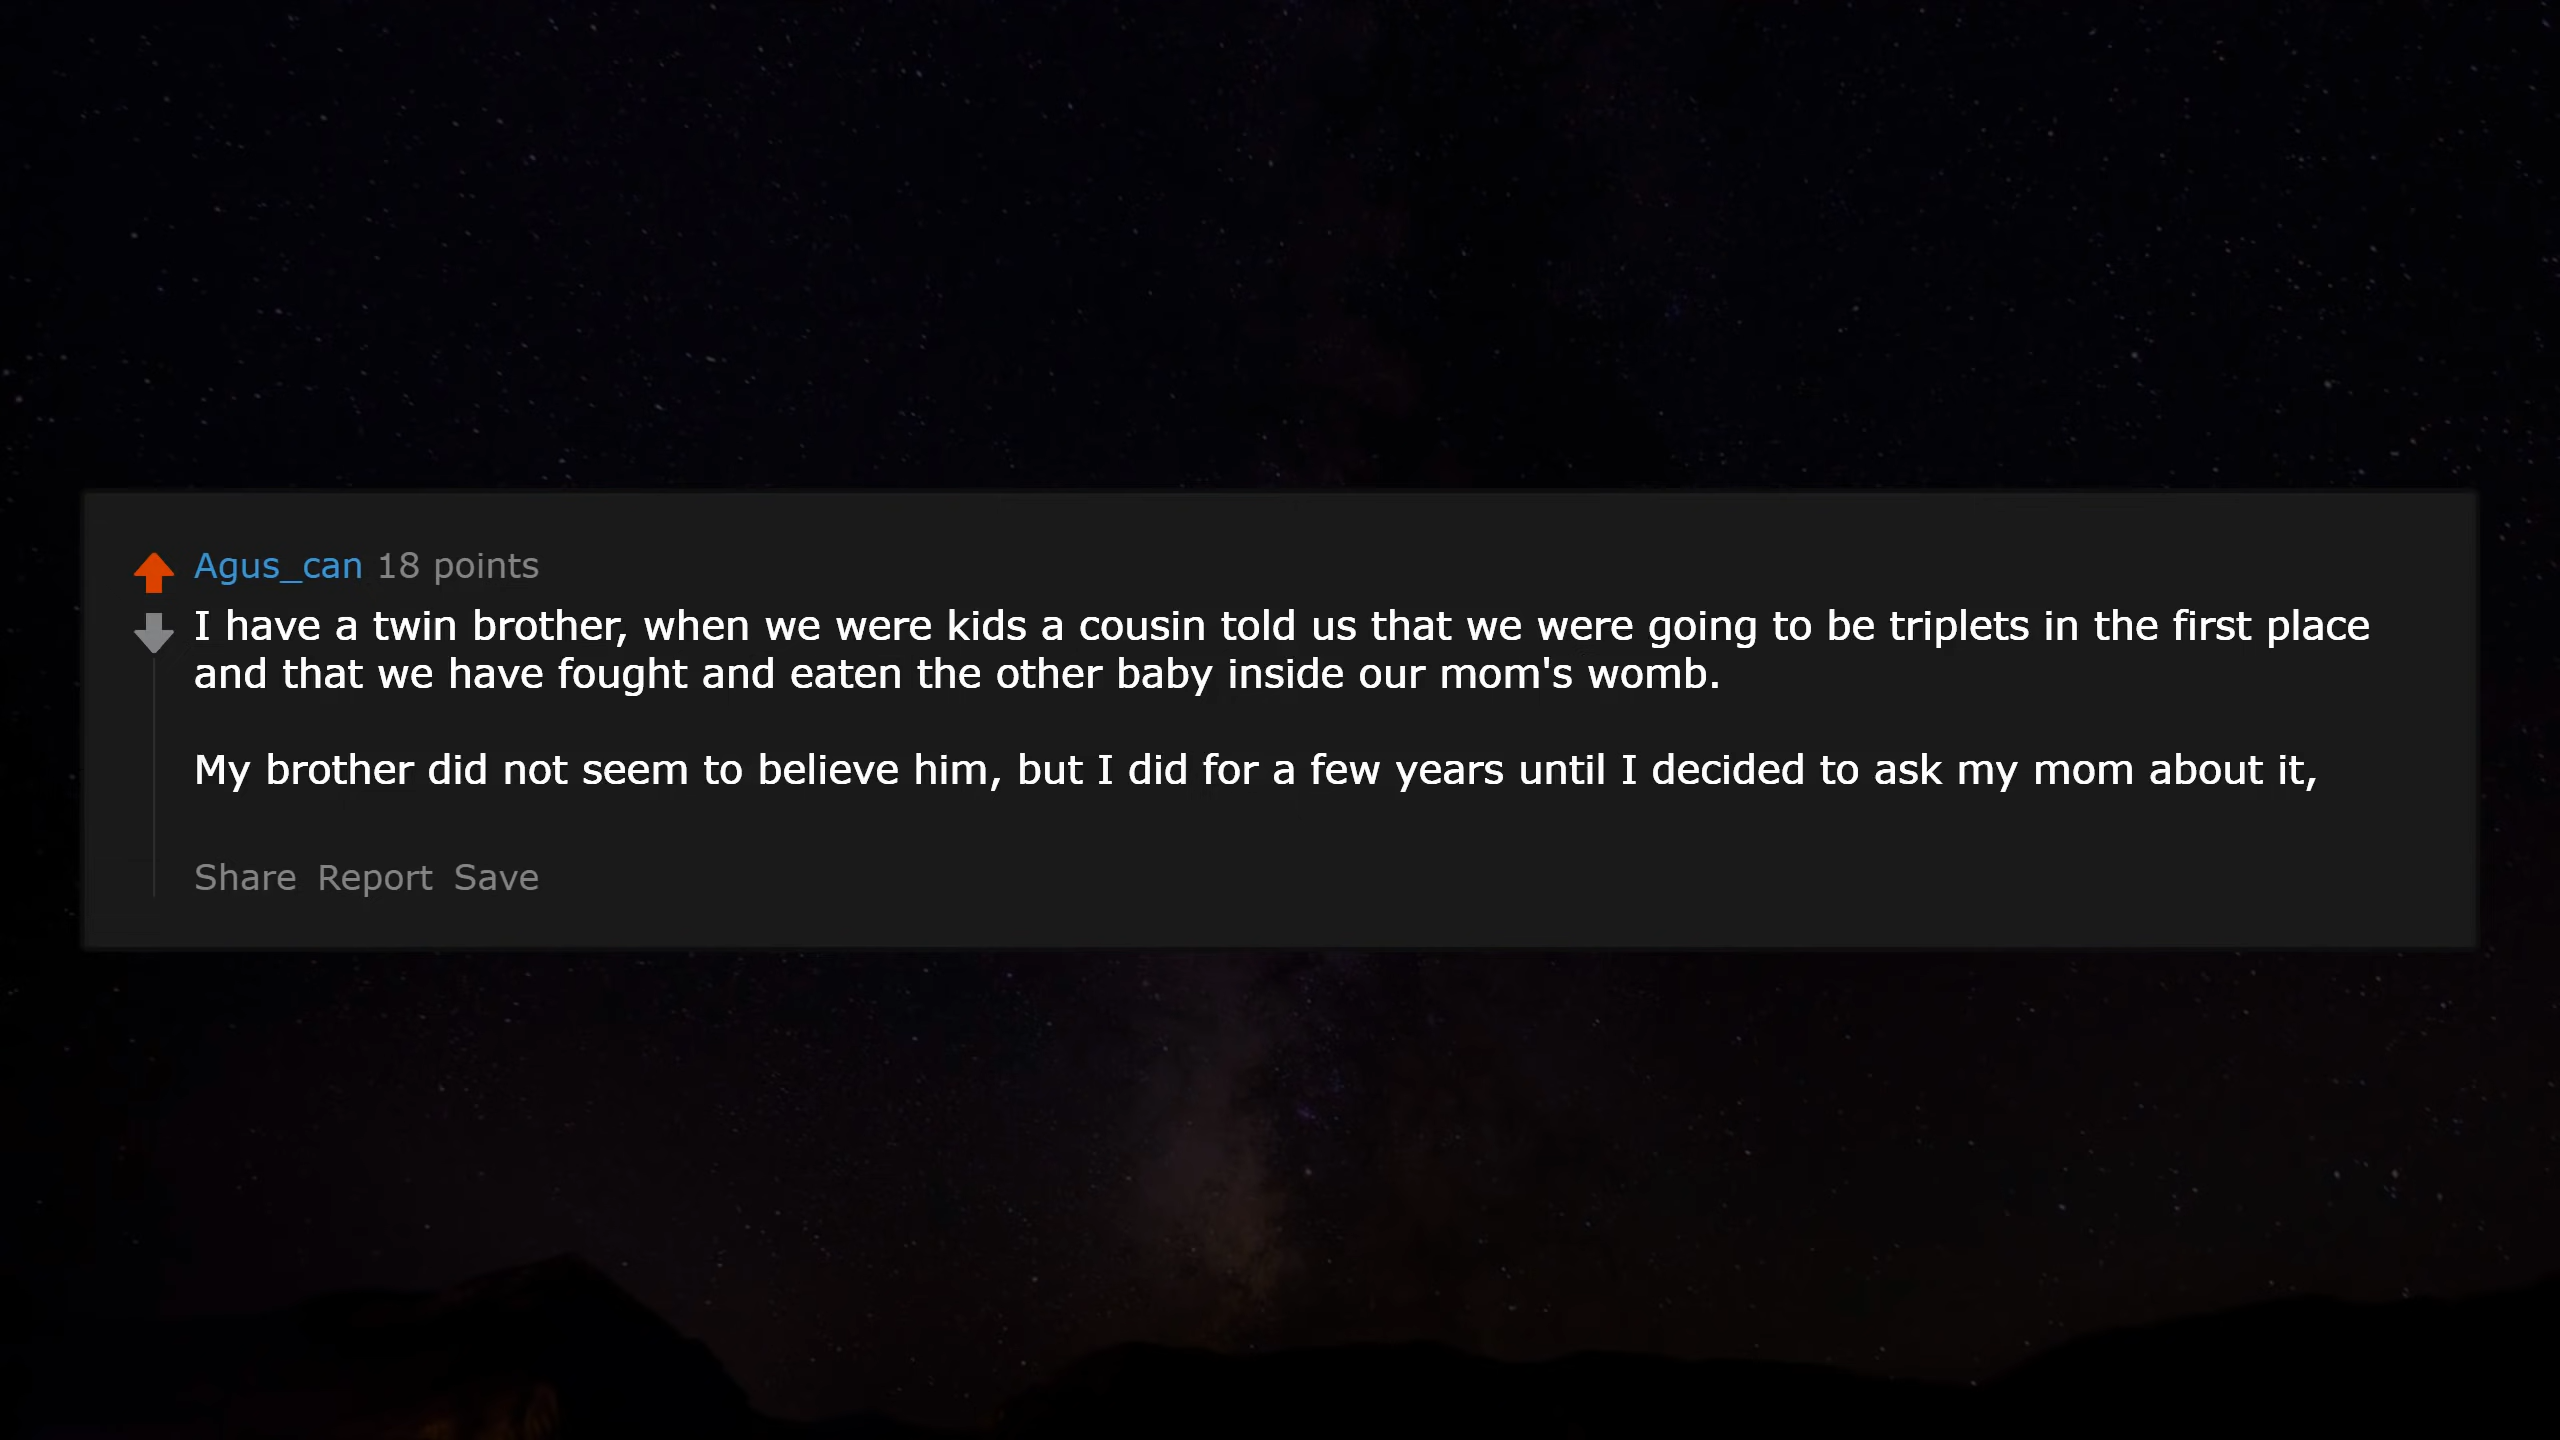 Agus_can 18 points
I have a twin brother, when we were kids a cousin told us that we were going to be triplets in the first place
and that we have fought and eaten the other baby inside our mom's womb.
My brother did not seem to believe him, but I did for a few years until I decided to ask my mom about it,
Share Report Save